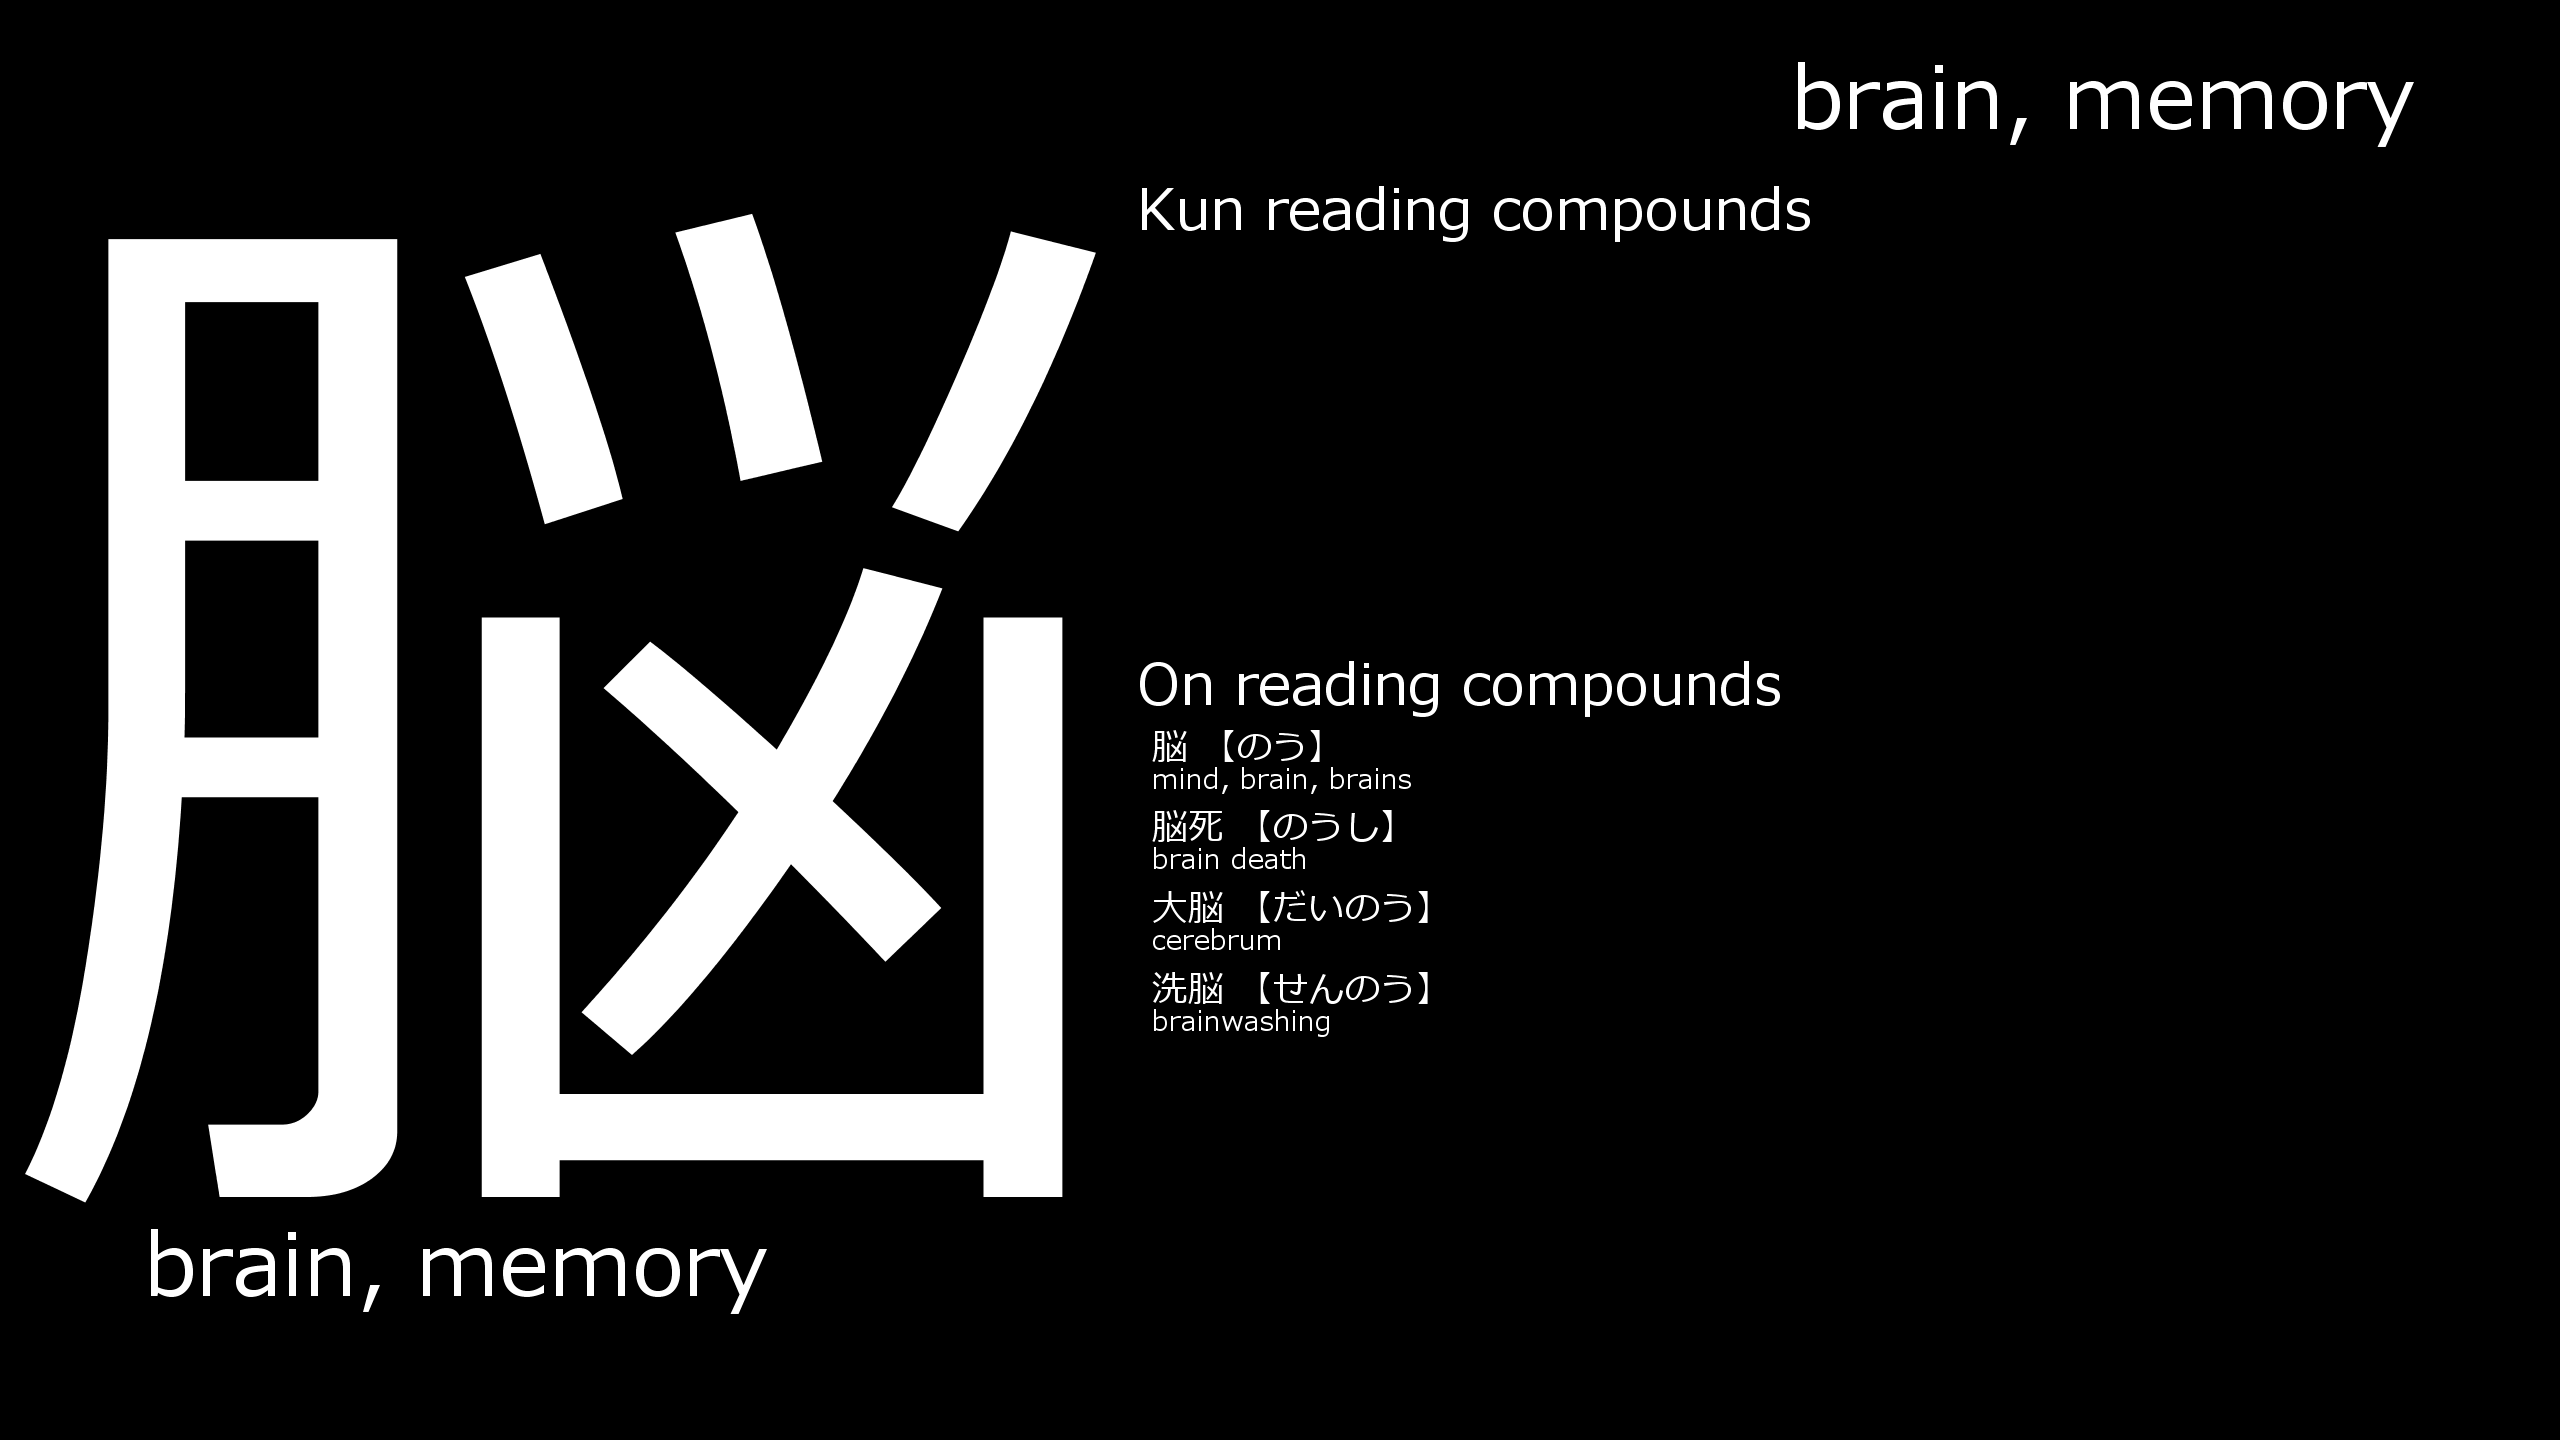 脳
brain, memory
brain, memory
Kun reading compounds
On reading compounds
脳 【のう】
mind, brain, brains
脳死 【のうし】
brain death
大脳 【だいのう】
cerebrum
洗脳 【せんのう】
brainwashing